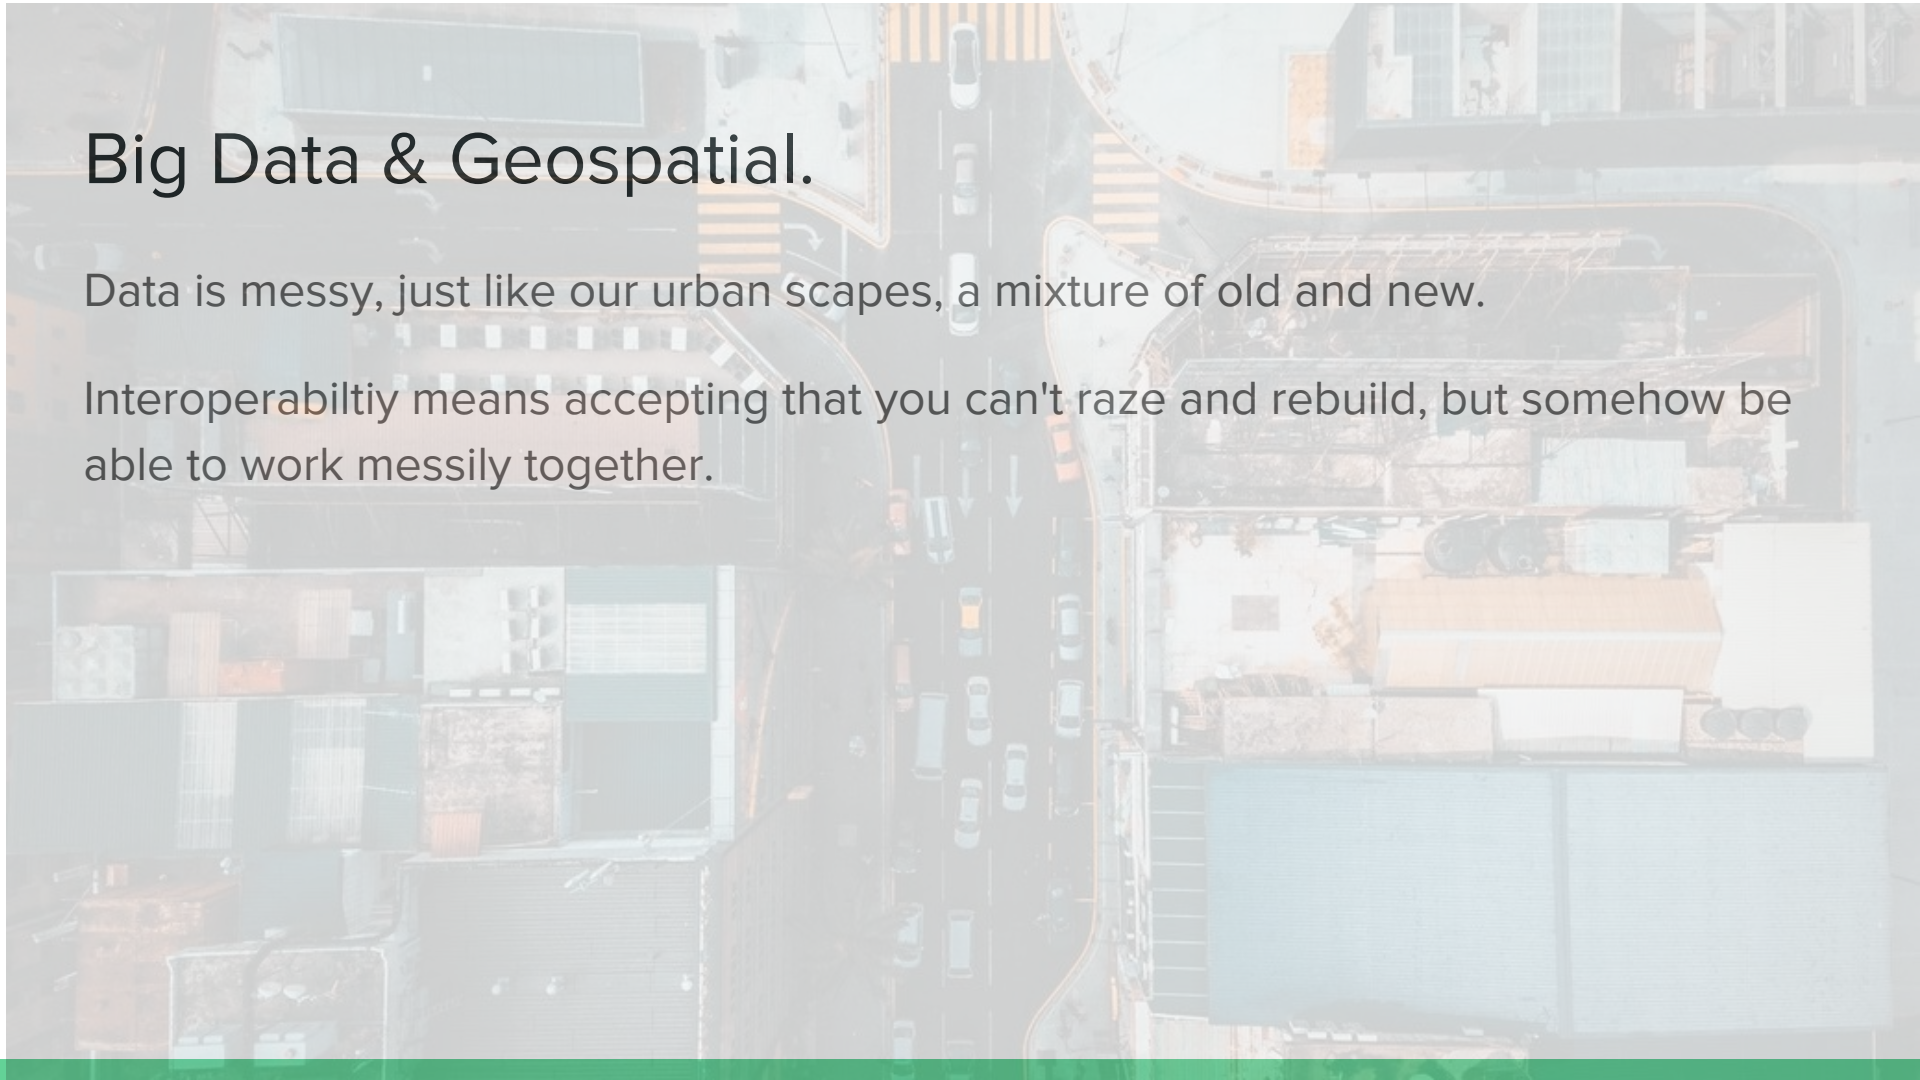 Big Data & Geospatial.
Data is messy, just like our urban scapes, a mixture of old and new.
Interoperabiltiy means accepting that you can't raze and rebuild, but somehow be
able to work messily together.